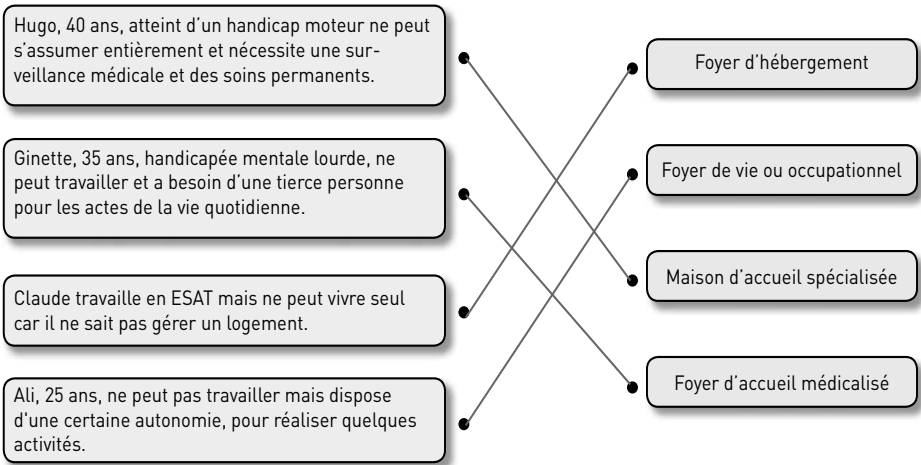 Hugo, 40 ans, atteint d'un handicap moteur ne peut
s'assumer entièrement et nécessite une sur-
veillance médicale et des soins permanents.
Ginette, 35 ans, handicapée mentale lourde, ne
peut travailler et a besoin d'une tierce personne
pour les actes de la vie quotidienne.
Claude travaille en ESAT mais ne peut vivre seul
car il ne sait pas gérer un logement.
Ali, 25 ans, ne peut pas travailler mais dispose
d'une certaine autonomie, pour réaliser quelques
activités.
Foyer d'hébergement
Foyer de vie ou occupationnel
Maison d'accueil spécialisée
Foyer d'accueil médicalisé